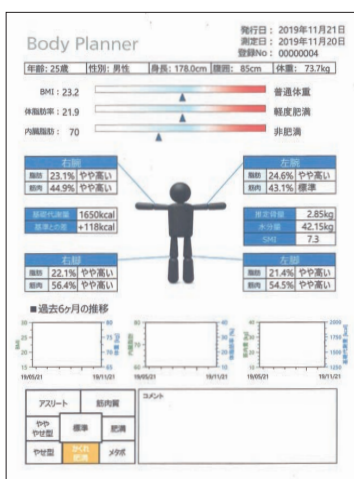 発行日： 2019年11月21日
測定日： 2019年11月20日
登録No： 00000004
Body Planner
年齢：25歳 性別：男性 身長：178.0cm 腹囲： 85cm 体重： 73.7kg
BMI：23.2 普通体重
体脂肪率：21.9 軽度肥満
内臓脂肪： 70 非肥満
右腕
脂肪 23.1% やや高い
筋肉 44.9% やや高い
左腕
脂肪 24.6% やや高い
筋肉 43.1% 標準
基礎代謝量 1650kcal
基準との差 +118kcal
推定骨量 2.85kg
水分量 42.15kg
SMI 7.3
右脚
脂肪 22.1% やや高い
筋肉 56.4% やや高い
左脚
脂肪 21.4% やや高い
筋肉 54.5% やや高い
■ 過去6ヶ月の推移
19/05/21 19/11/21
19/05/21 19/11/21
19/05/21 19/11/21
アスリート 筋肉質
やや
やせ型
標準 肥満
やせ型 かくれ
肥満
メタボ
コメント